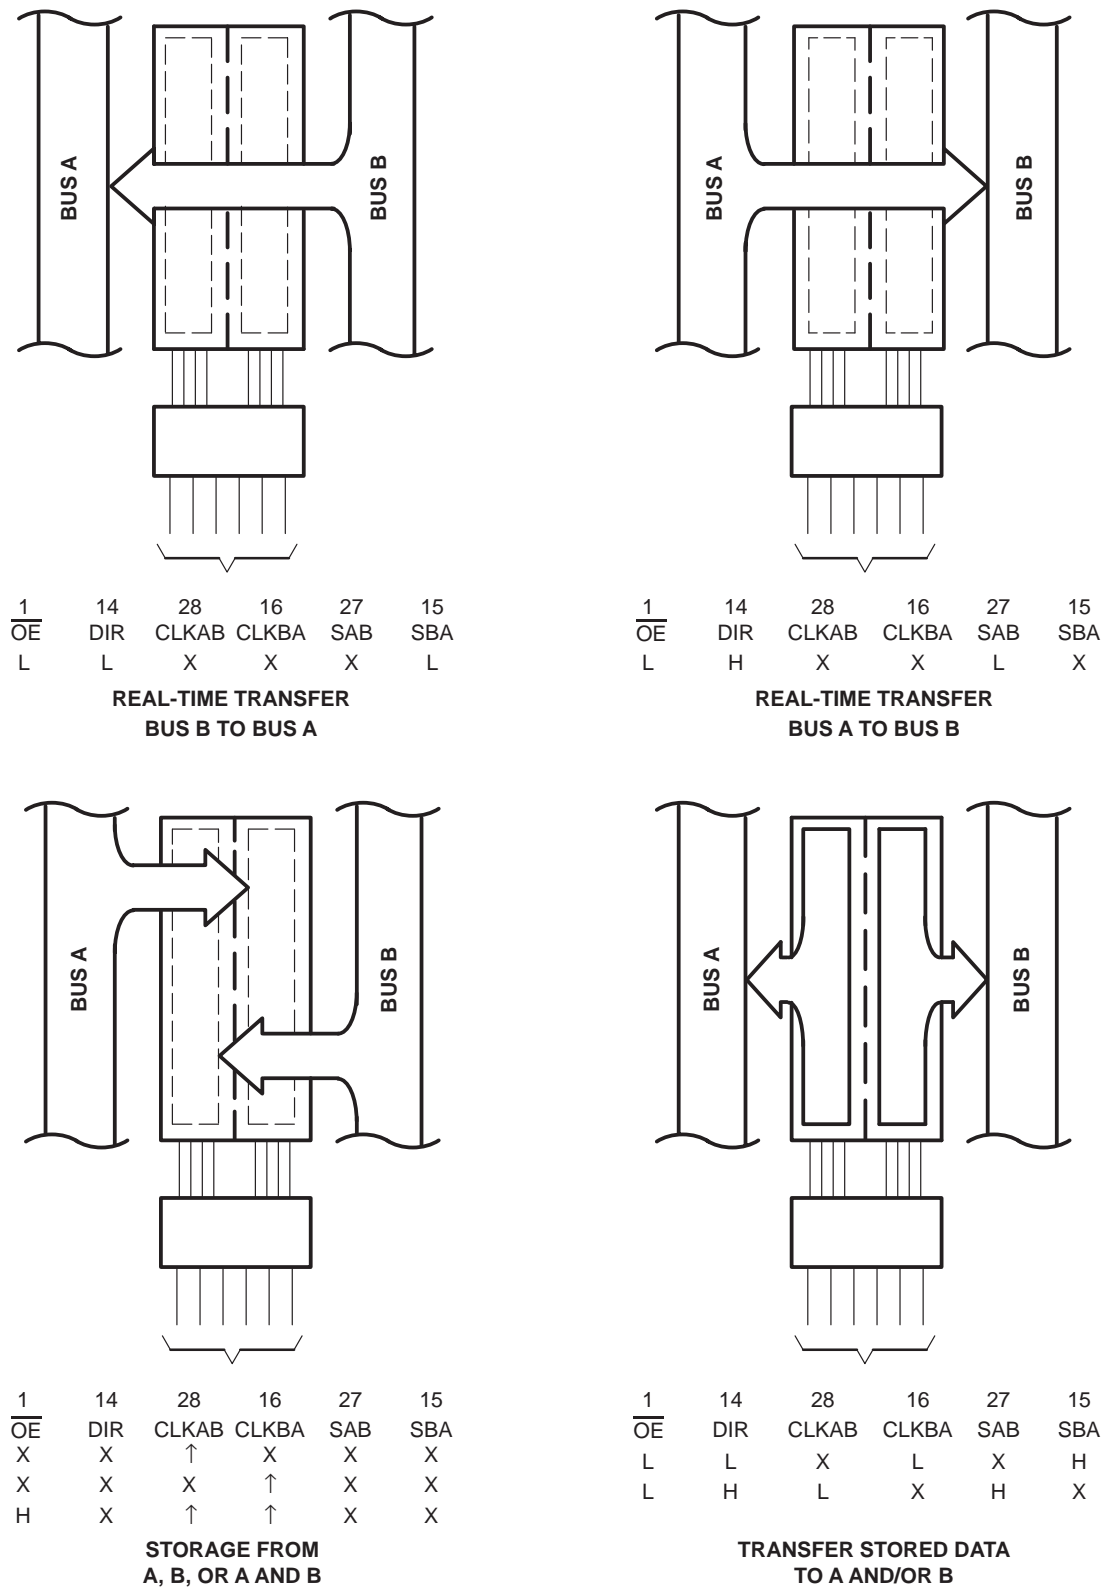 BUS A
BUS B
1 14 28 16 27 15
OE DIR CLKAB CLKBA SAB SBA
L L X X X L
REAL-TIME TRANSFER
BUS B TO BUS A
BUS A
BUS B
1 14 28 16 27 15
OE DIR CLKAB CLKBA SAB SBA
L H X X L X
REAL-TIME TRANSFER
BUS A TO BUS B
BUS A
BUS B
1 14 28 16 27 15
OE DIR CLKAB CLKBA SAB SBA
X X ↑ X X X
X X X ↑ X X
H X ↑ ↑ X X
STORAGE FROM
A, B, OR A AND B
BUS A
BUS B
1 14 28 16 27 15
OE DIR CLKAB CLKBA SAB SBA
L L X L X H
L H L X H X
TRANSFER STORED DATA
TO A AND/OR B